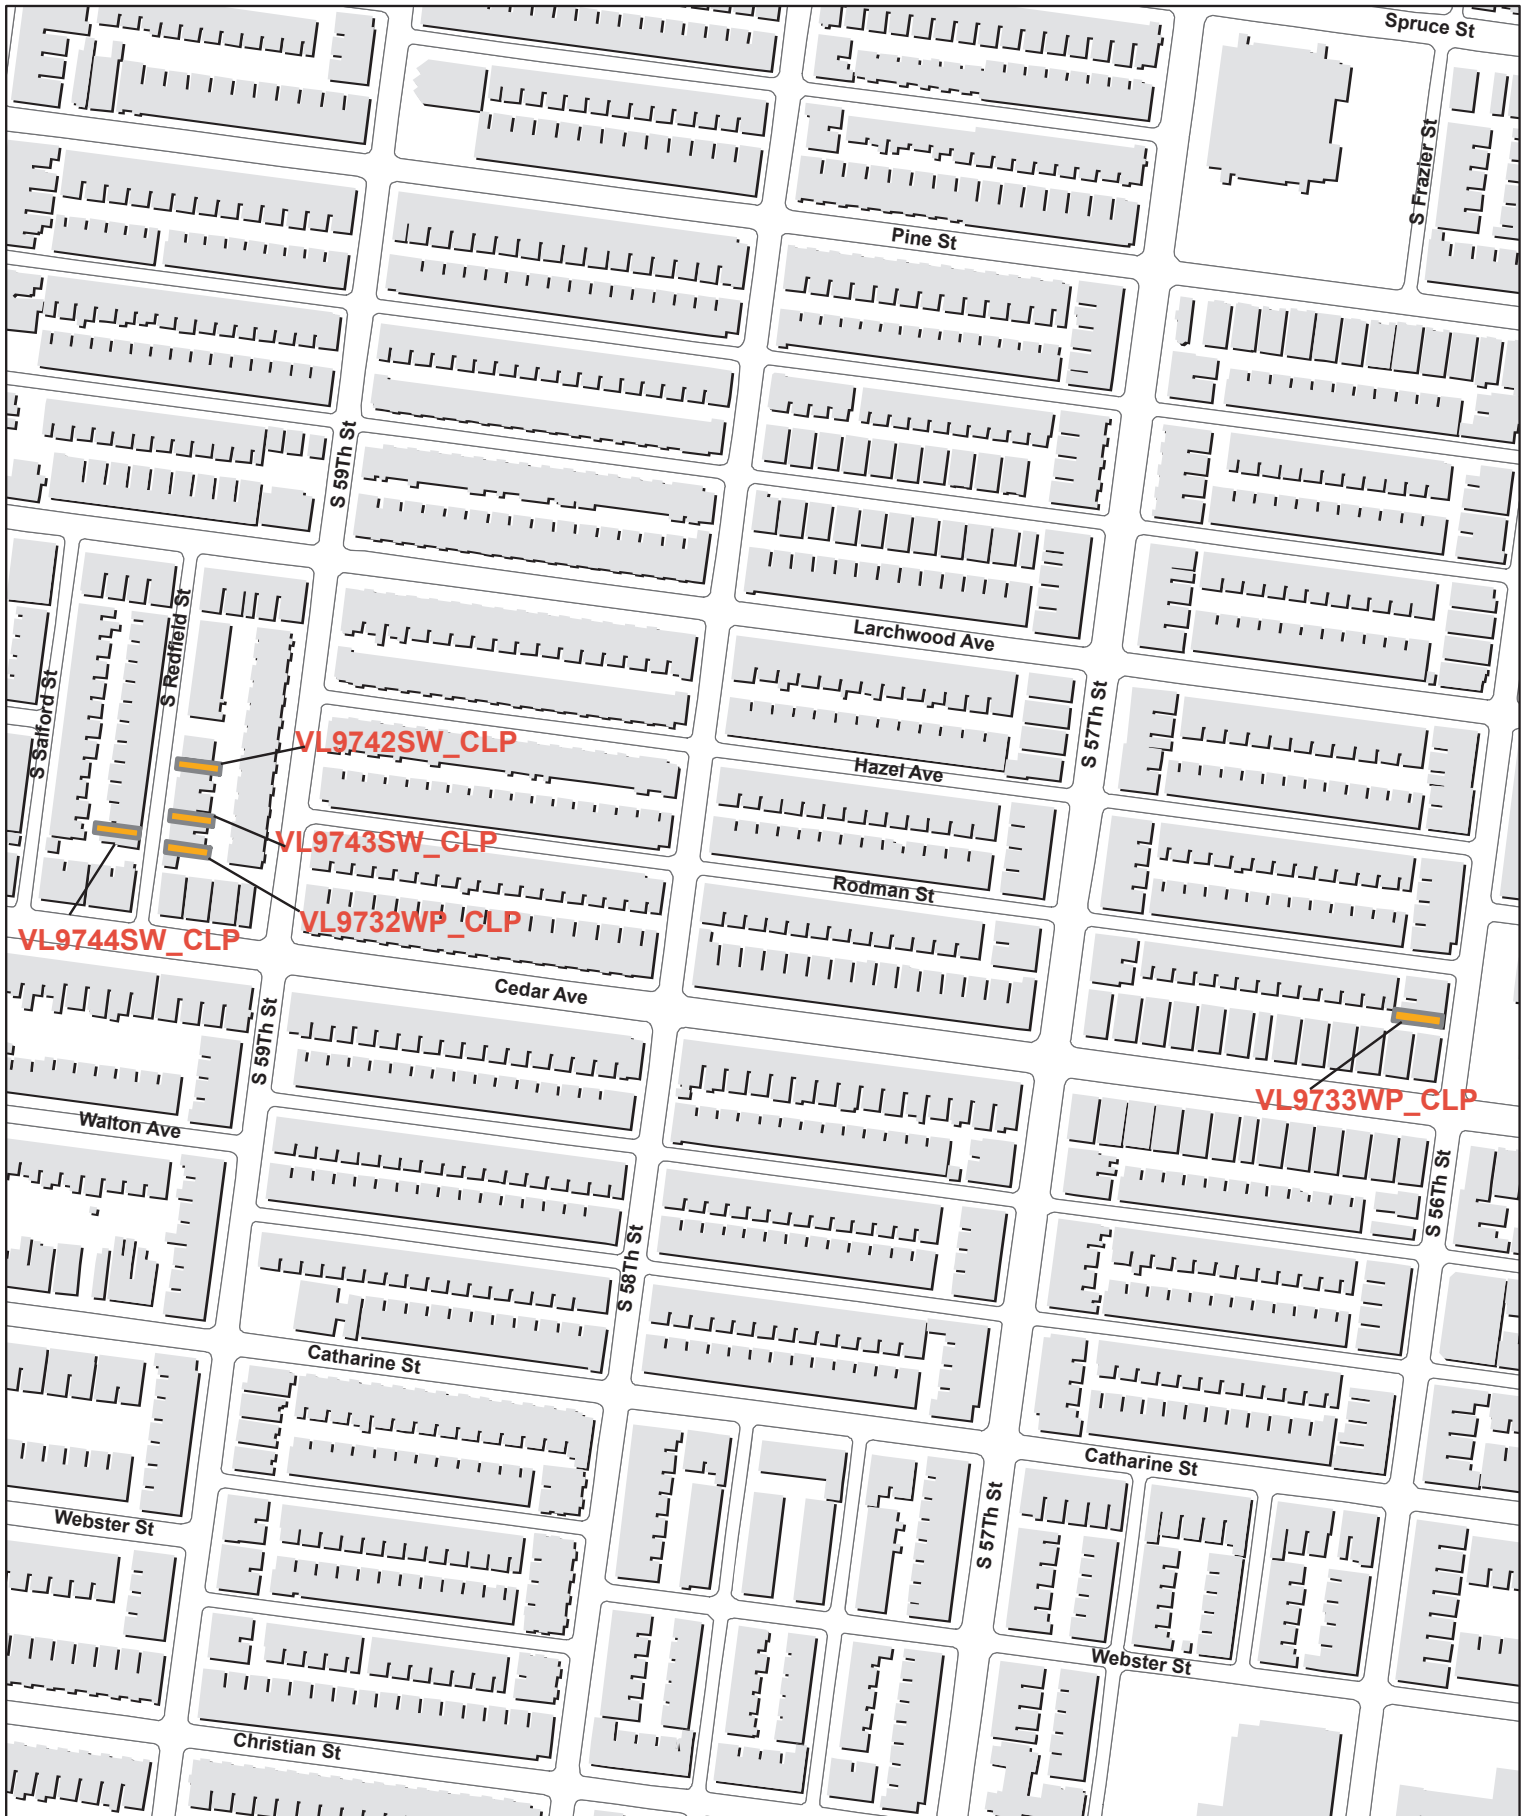 Spruce St
S Frazier St
Pine St
S 59Th St
S Redfield St
Larchwood Ave
S Salford St
S 57Th St
VL9742SW_CLP
Hazel Ave
VL9743SW_CLP
Rodman St
VL9732WP_CLP
VL9744SW_CLP
Cedar Ave
S 59Th St
VL9733WP_CLP
Walton Ave
S 56Th St
S 58Th St
Catharine St
Catharine St
Webster St
S 57Th St
Webster St
Christian St